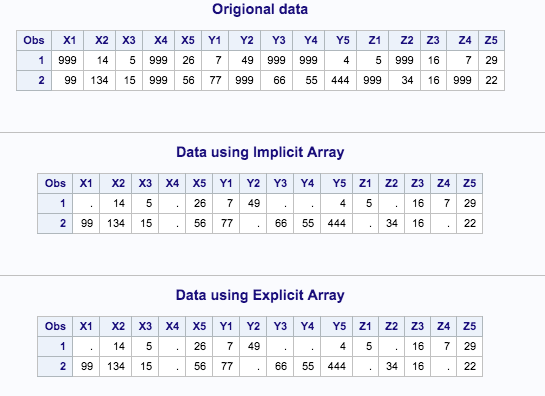 Origional data
Obs X1 X2 X3 X4 X5 Y1 Y2 Y3 Y4 Y5 Z1 Z2 Z3 Z4 Z5
1 999 14 5 999 26 7 49 999 999 4 5 999 16 7 29
2 99 134 15 999 56 77 999 66 55 444 999 34 16 999 22
Data using Implicit Array
Obs X1 X2 X3 X4 X5 Y1 Y2 Y3 Y4 Y5 Z1 Z2 Z3 Z4 Z5
1 . 14 5 . 26 7 49 . . 4 5 . 16 7 29
2 99 134 15 . 56 77 . 66 55 444 . 34 16 . 22
Data using Explicit Array
Obs X1 X2 X3 X4 X5 Y1 Y2 Y3 Y4 Y5 Z1 Z2 Z3 Z4 Z5
1 . 14 5 . 26 7 49 . . 4 5 . 16 7 29
2 99 134 15 . 56 77 . 66 55 444 . 34 16 . 22